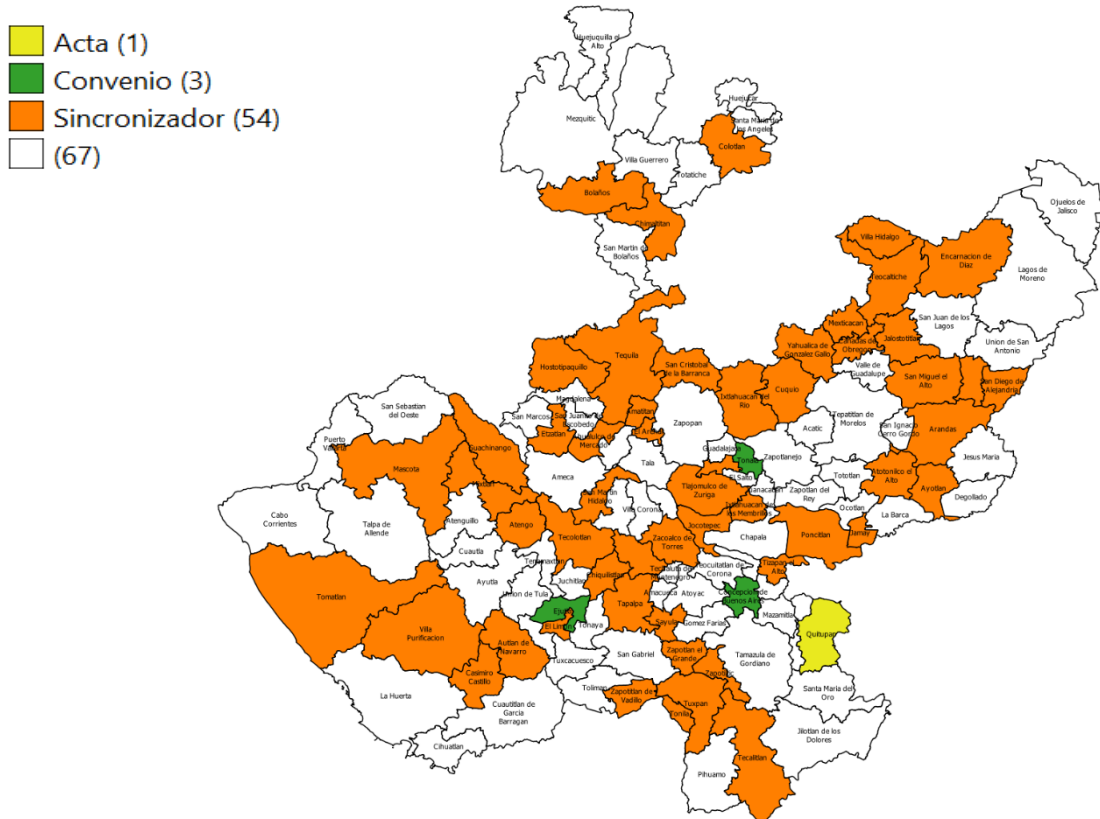 Acta (1)
Convenio (3)
Sincronizador (54)
(67)
Huejuquilla el
Alto
Mezquitic
Huejucar
Santa Maria de
los Angeles
Colotlan
Villa Guerrero
Totatiche
Bolaños
Chimaltitan
San Martin de
Bolaños
Ojuelos de
Jalisco
Villa Hidalgo
Encarnacion de
Diaz
Teocaltiche
Lagos de
Moreno
San Juan de los
Lagos
Union de San
Antonio
Mexticacan
Cañadas de
Obregon
Jalostotitlan
Yahualica de
Gonzalez Gallo
Valle de
Guadalupe
San Miguel el
Alto
San Diego de
Alejandria
Tequila
Hostotipaquillo
San Cristobal
de la Barranca
Ixtlahuacan del
Rio
Cuquio
Tepatitlan de
Morelos
San Ignacio
Cerro Gordo
Arandas
Acatic
Magdalena
San Marcos
San Juanito de
Escobedo
Etzatlan
Ahualulco de
Mercado
Amatitan
El Arenal
Zapopan
San Sebastian
del Oeste
Puerto
Vallarta
Guachinango
Mascota
Mixtlan
Ameca
Tala
Guadalajara
Tonala
El Salto
Zapotlanejo
Tototlan
Atotonilco el
Alto
Ayotlan
Jesus Maria
Degollado
Tlajomulco de
Zuñiga
Juanacatlan
Zapotlan del
Rey
Ixtlahuacan de
los Membrillos
Ocotlan
La Barca
Poncitlan
Jamay
Chapala
Jocotepec
San Martin
Hidalgo
Villa Corona
Cabo
Corrientes
Talpa de
Allende
Atenguillo
Atengo
Cuautla
Tecolotlan
Zacoalco de
Torres
Tenamaxtlan
Ayutla
Juchitlan
Chiquilistlan
Techaluta de
Montenegro
Teocuitatlan de
Corona
Tizapan el
Alto
Union de Tula
Amacueca
Atoyac
Concepcion de
Buenos Aires
Mazamitla
Tomatlan
Villa
Purificacion
Autlan de
Navarro
Ejutla
El Limon
Tonaya
Tapalpa
Sayula
Gomez Farias
Quitupan
Tuxcacuesco
San Gabriel
Zapotlan el
Grande
Tamazula de
Gordiano
Casimiro
Castillo
La Huerta
Cuautitlan de
Garcia
Barragan
Toliman
Zapotitlan de
Vadillo
Tuxpan
Tonila
Santa Maria del
Oro
Jilotlan de los
Dolores
Cihuatlan
Tecalitlan
Pihuamo